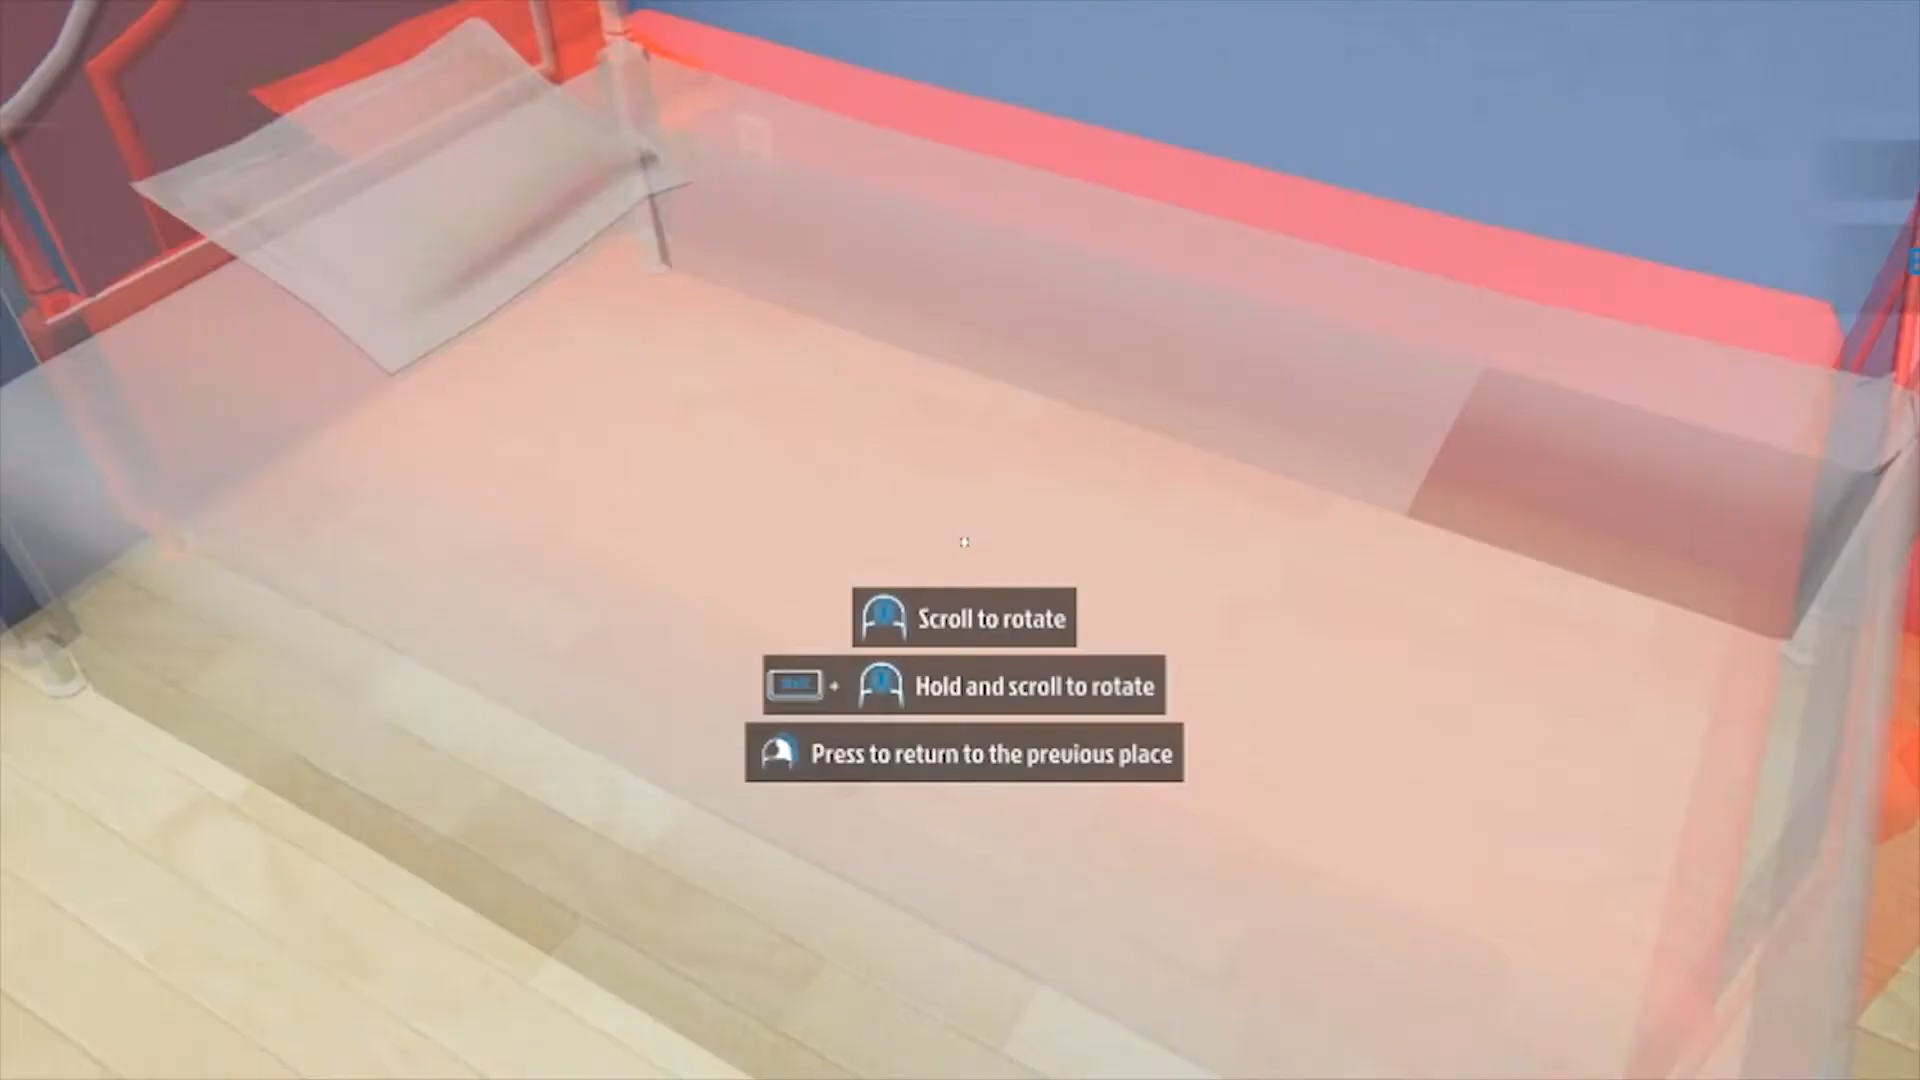 Scroll to rotate
+ Hold and scroll to rotate
Press to return to the previous place